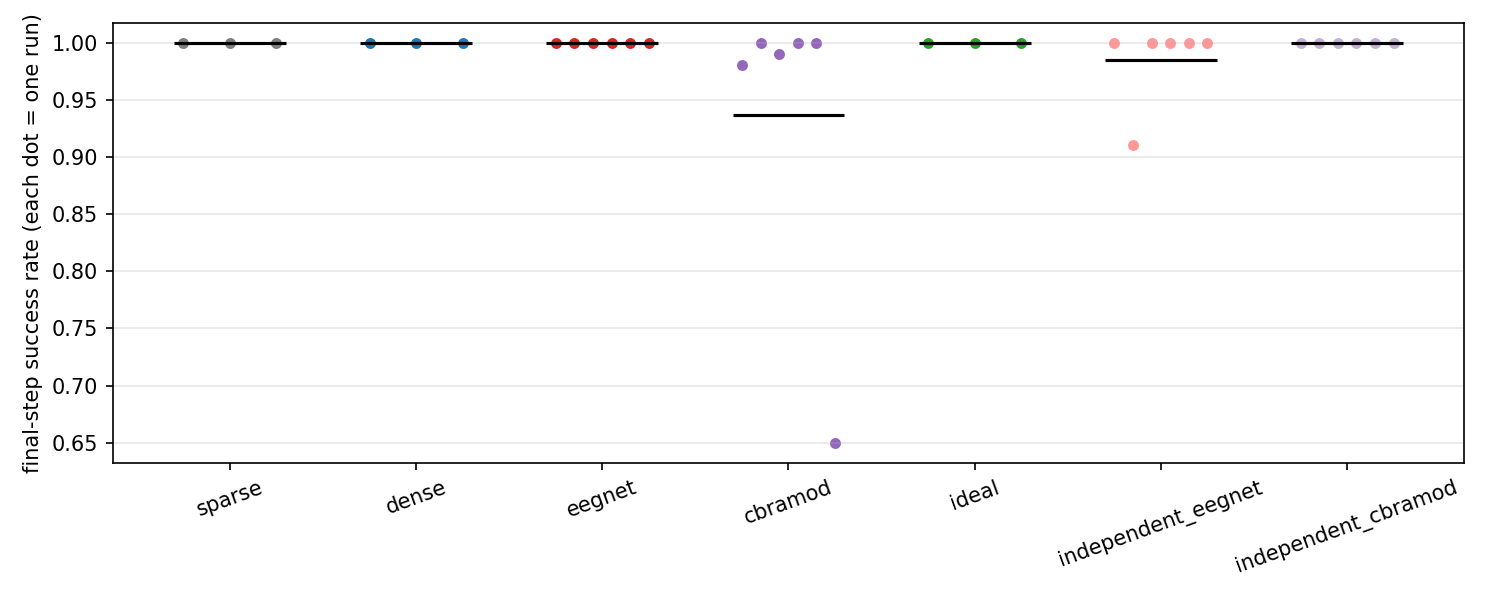 final-step success rate (each dot = one run)
1.00
0.95
0.90
0.85
0.80
0.75
0.70
0.65
sparse
dense
eegnet
cbramod
ideal
independent_eegnet
independent_cbramod